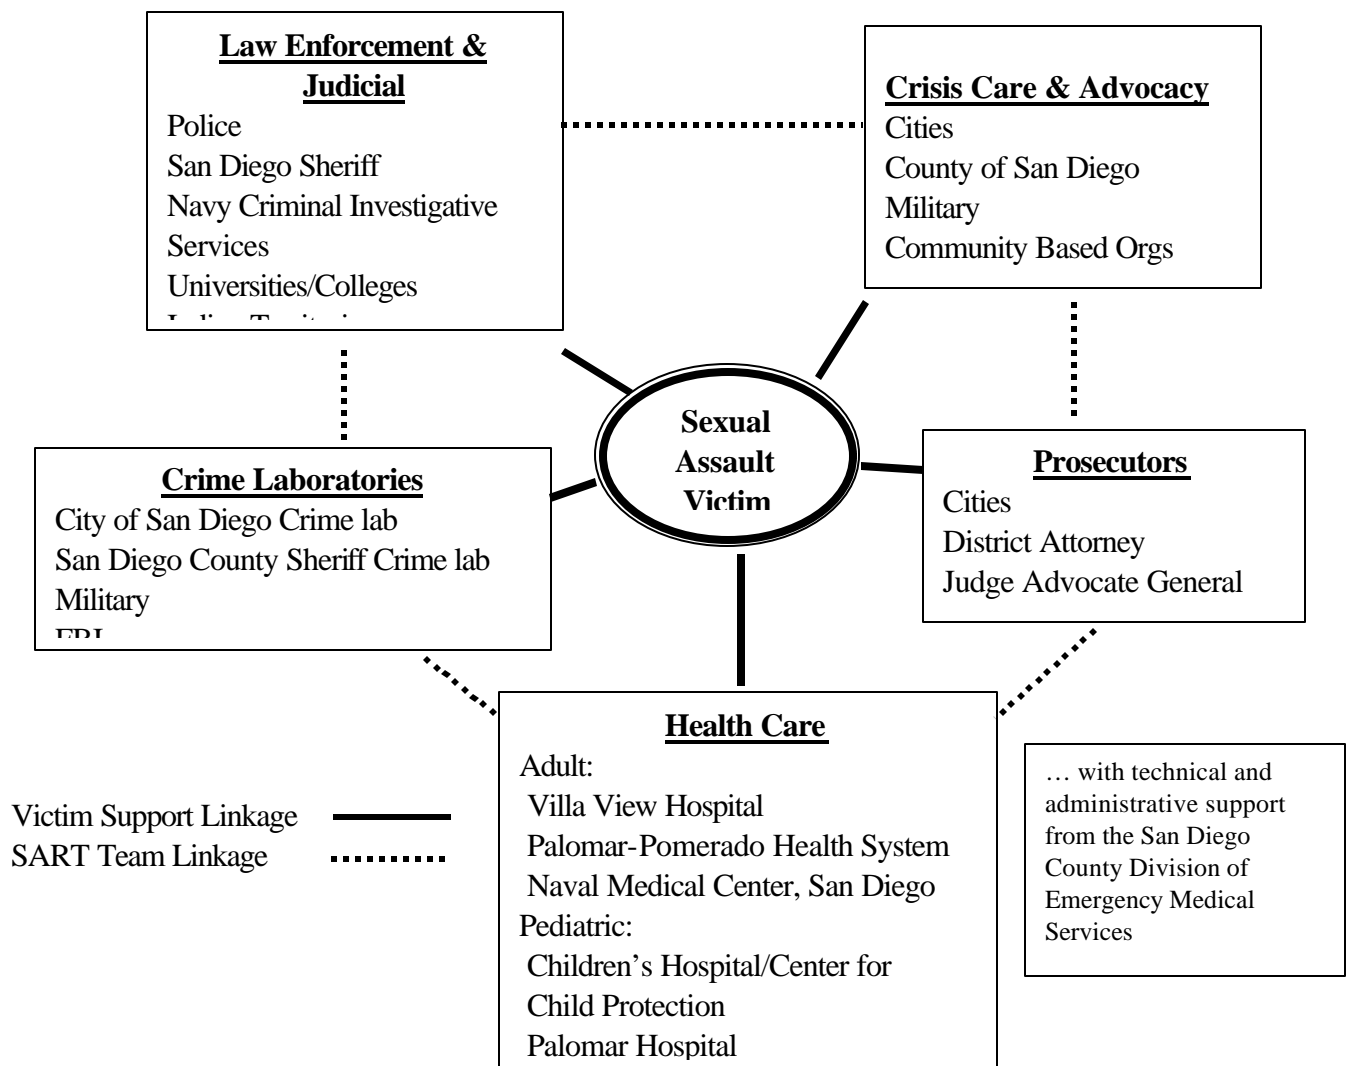 Law Enforcement &
Judicial
Police
San Diego Sheriff
Navy Criminal Investigative
Services
Universities/Colleges
Crisis Care & Advocacy
Cities
County of San Diego
Military
Community Based Orgs
Sexual
Assault
Victim
Crime Laboratories
City of San Diego Crime lab
San Diego County Sheriff Crime lab
Military
Prosecutors
Cities
District Attorney
Judge Advocate General
Health Care
Adult:
Villa View Hospital
Palomar-Pomerado Health System
Naval Medical Center, San Diego
Pediatric:
Children’s Hospital/Center for
Child Protection
Palomar Hospital
Victim Support Linkage
SART Team Linkage
… with technical and
administrative support
from the San Diego
County Division of
Emergency Medical
Services